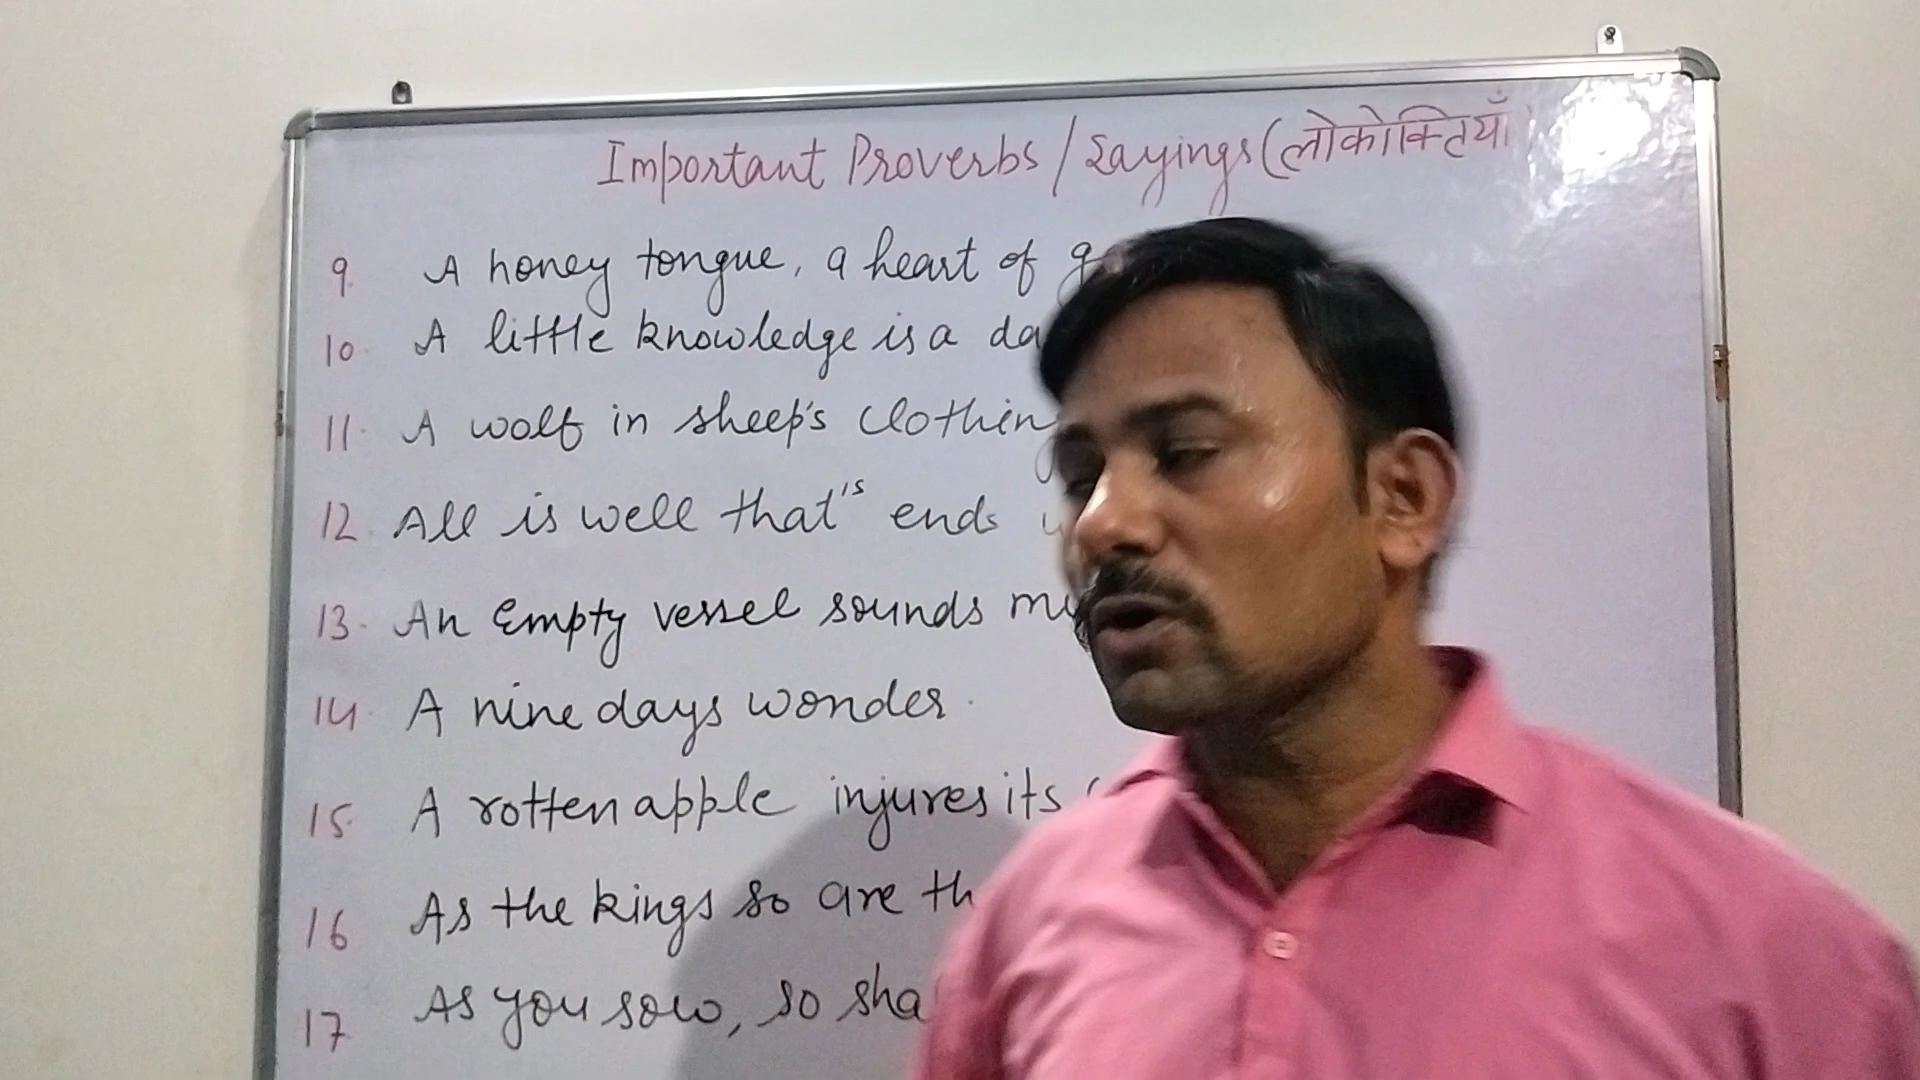 Important Proverbs / Sayings (लोकोक्तियाँ
9. A honey tongue, a heart of
10. A little knowledge is a
11. A wolf in sheep's clothing
12. All is well that's ends
13. An Empty vessel sounds
14. A nine days wonder.
15. A rotten apple injures its
16 As the kings so are
17 As you sow, so